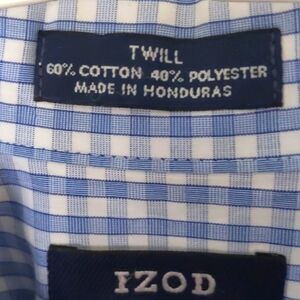 TWILL
60% COTTON 40% POLYESTER
MADE IN HONDURAS
IZOD